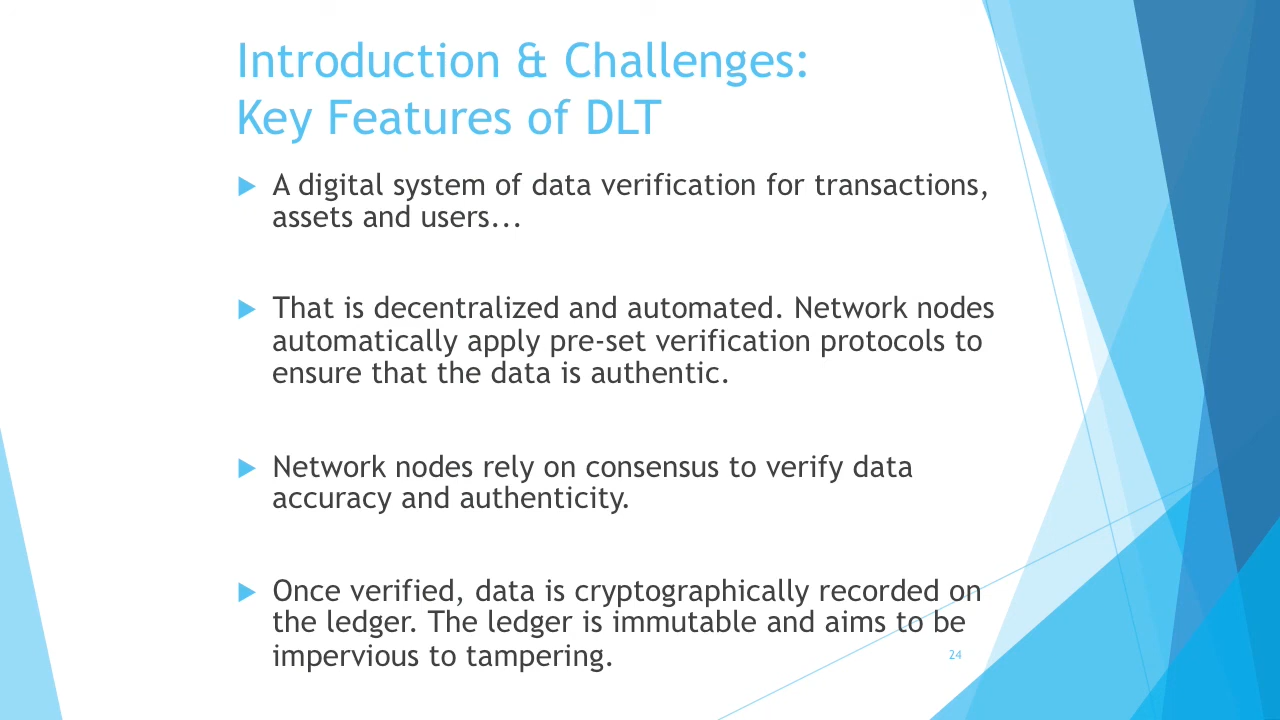 Introduction & Challenges:
Key Features of DLT
A digital system of data verification for transactions,
assets and users...
That is decentralized and automated. Network nodes
automatically apply pre-set verification protocols to
ensure that the data is authentic.
Network nodes rely on consensus to verify data
accuracy and authenticity.
Once verified, data is cryptographically recorded on
the ledger. The ledger is immutable and aims to be
impervious to tampering.
24